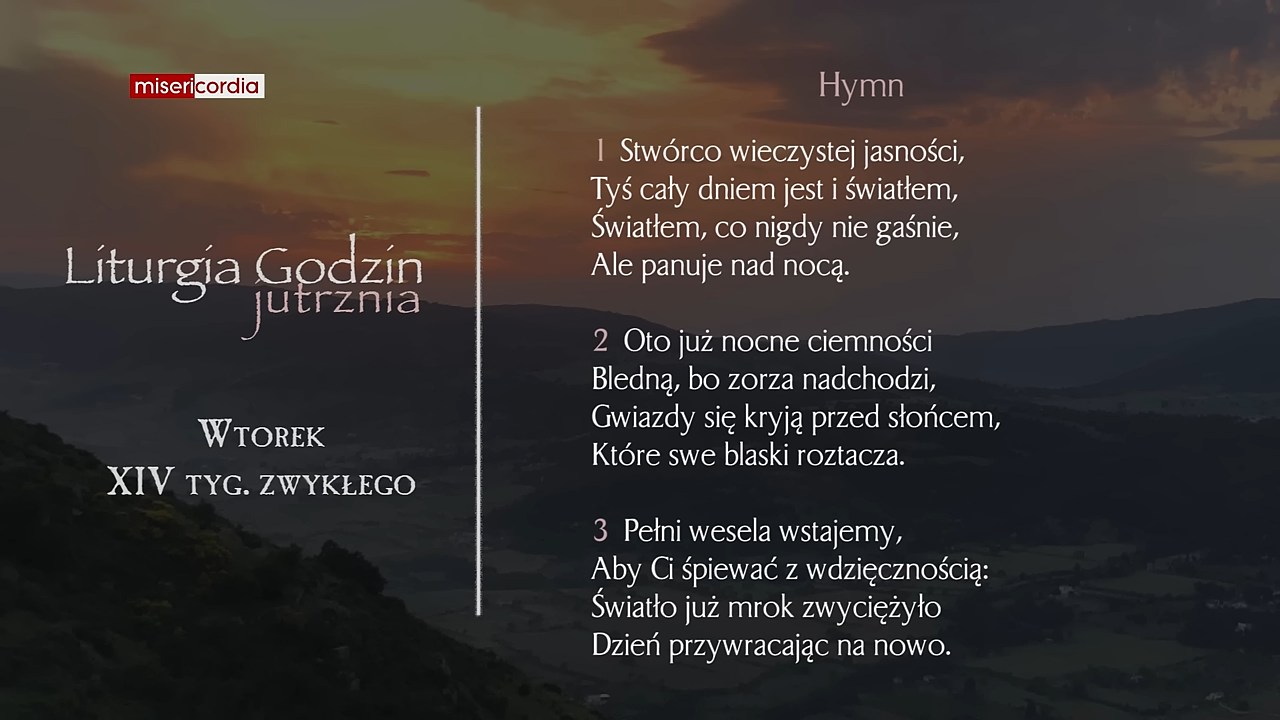 misericordia
Liturgia Godzin
jutrznia
Wtorek
XIV tyg. zwykłego
Hymn
1 Stwórco wieczystej jasności,
Tyś cały dniem jest i światłem,
Światłem, co nigdy nie gaśnie,
Ale panuje nad nocą.
2 Oto już nocne ciemności
Bledną, bo zorza nadchodzi,
Gwiazdy się kryją przed słońcem,
Które swe blaski roztacza.
3 Pełni wesela wstajemy,
Aby Ci śpiewać z wdzięcznością:
Światło już mrok zwyciężyło
Dzień przywracając na nowo.